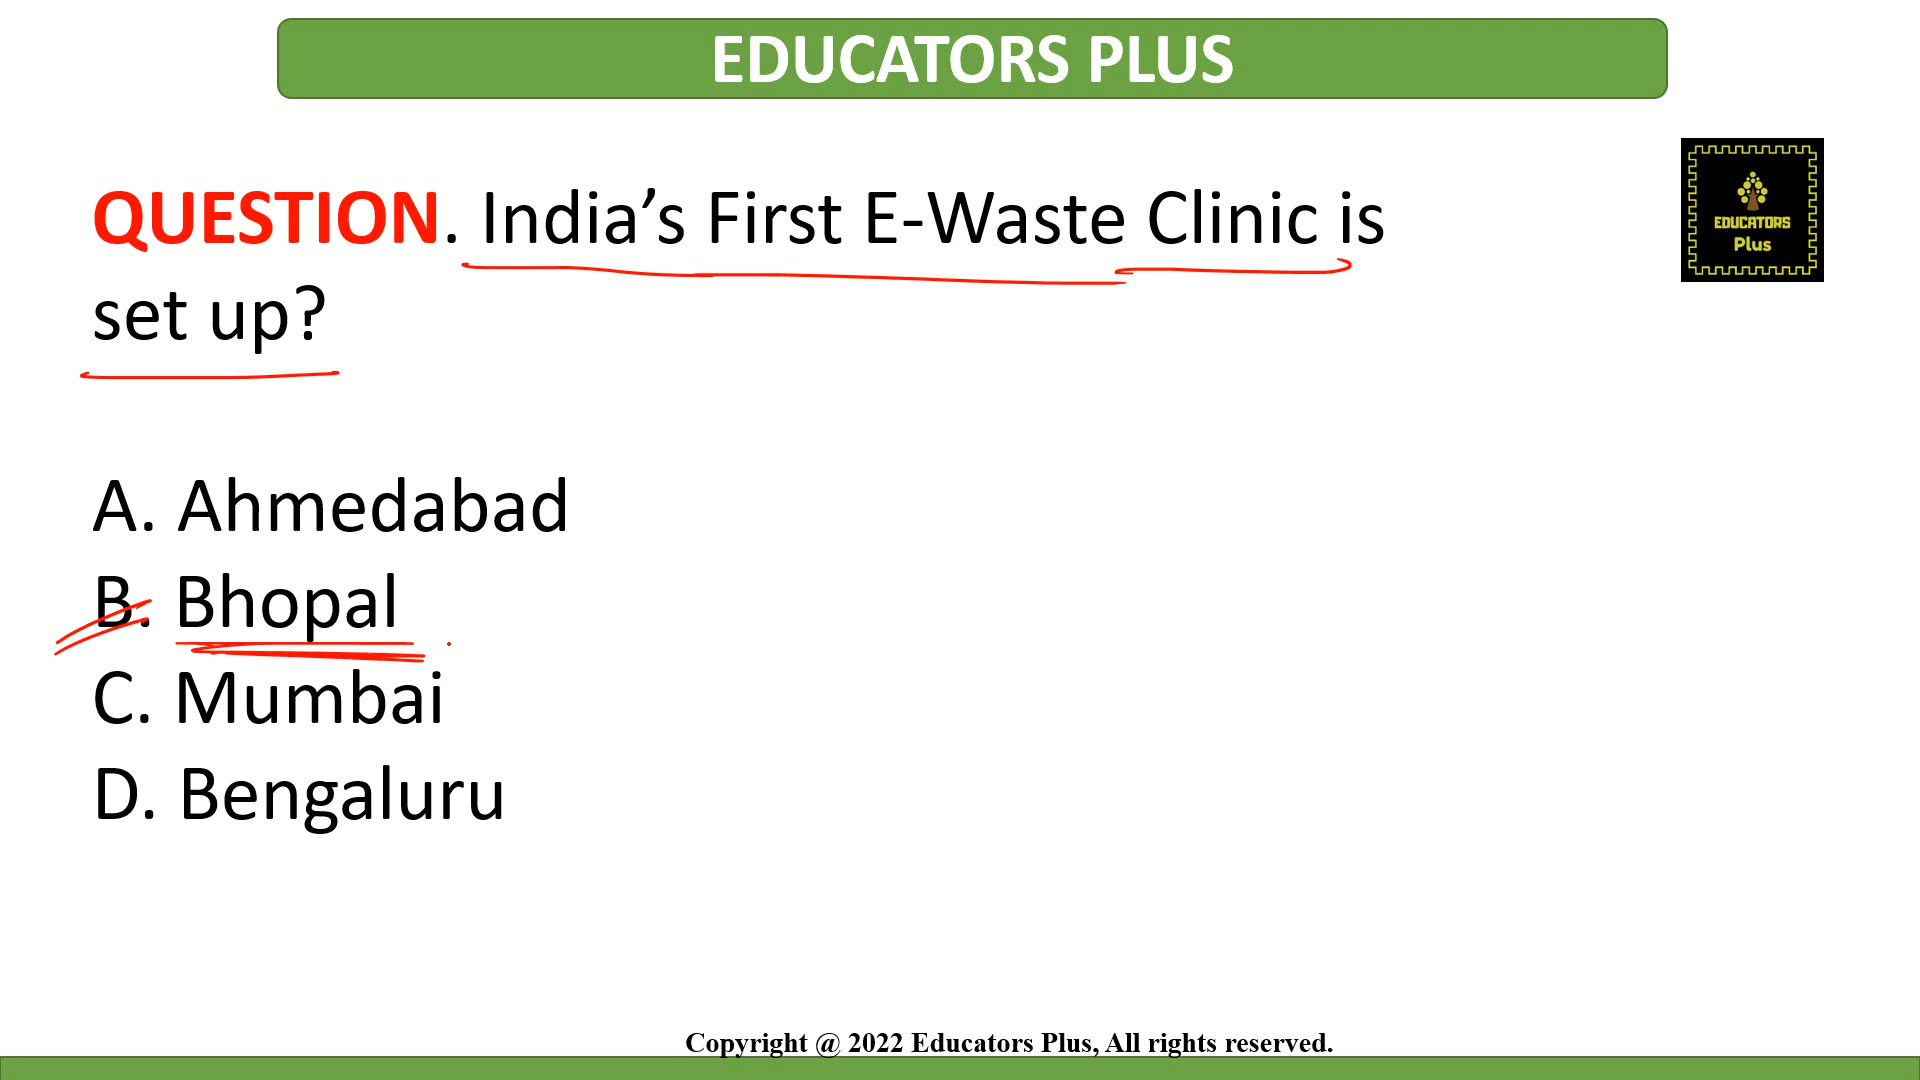 EDUCATORS PLUS
QUESTION. India’s First E-Waste Clinic is
set up?
EDUCATORS
Plus
A. Ahmedabad
B. Bhopal
C. Mumbai
D. Bengaluru
Copyright @ 2022 Educators Plus, All rights reserved.